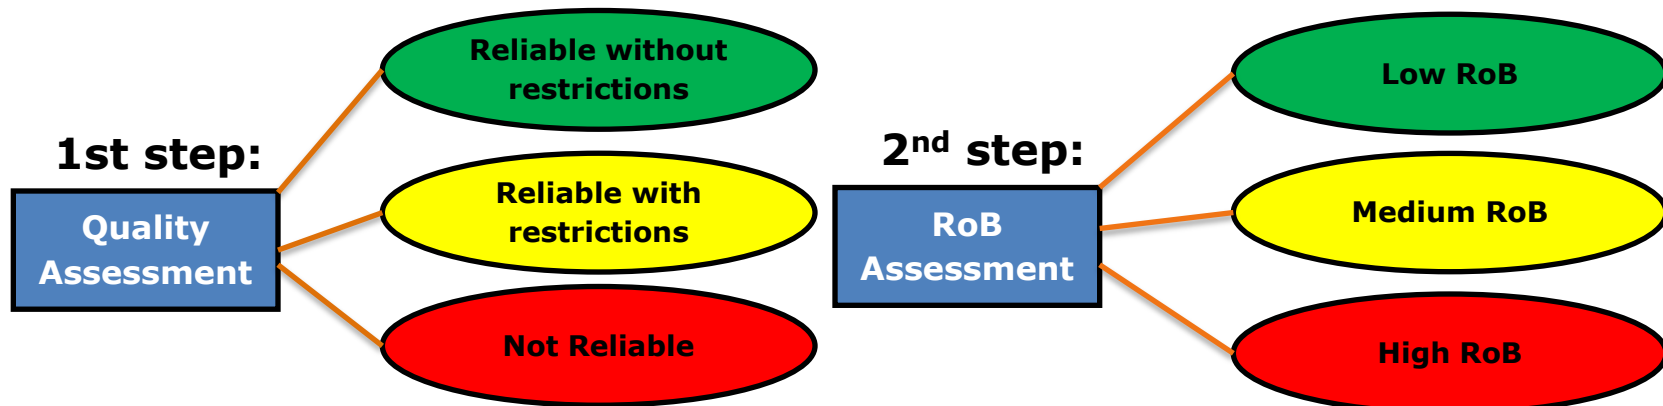 1st step:
Quality
Assessment
Reliable without
restrictions
Reliable with
restrictions
Not Reliable
2nd step:
RoB
Assessment
Low RoB
Medium RoB
High RoB